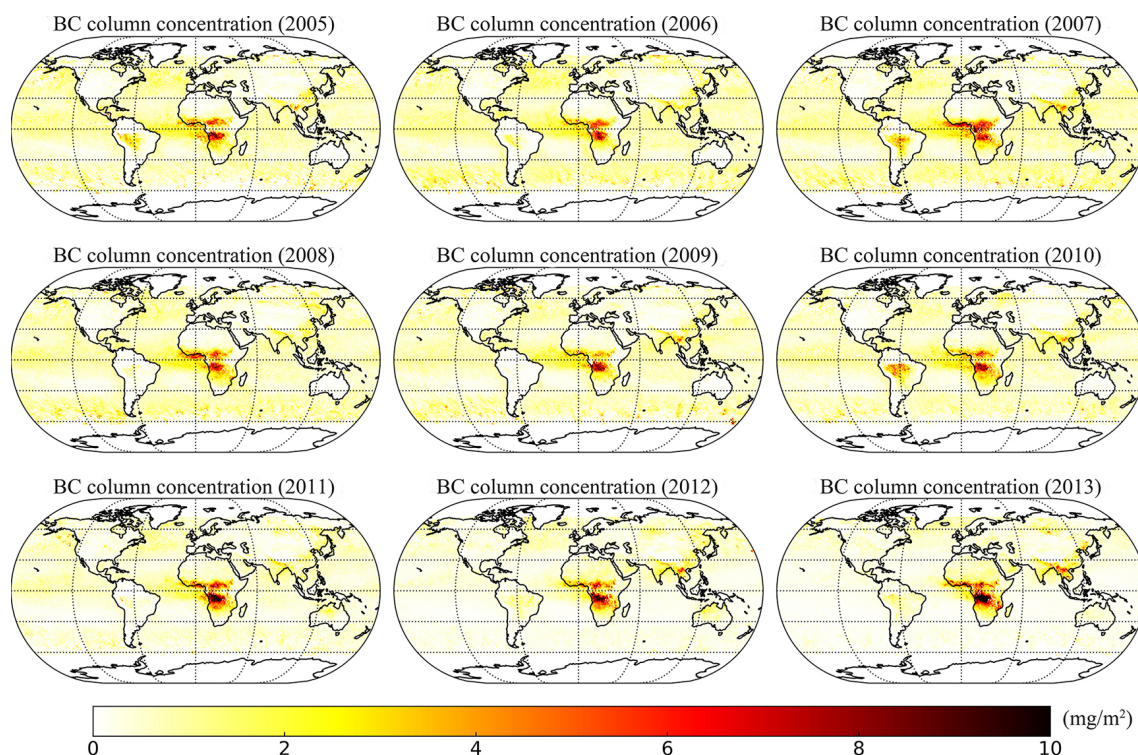 BC column concentration (2005)
BC column concentration (2006)
BC column concentration (2007)
BC column concentration (2008)
BC column concentration (2009)
BC column concentration (2010)
BC column concentration (2011)
BC column concentration (2012)
BC column concentration (2013)
(mg/m²)
0 2 4 6 8 10